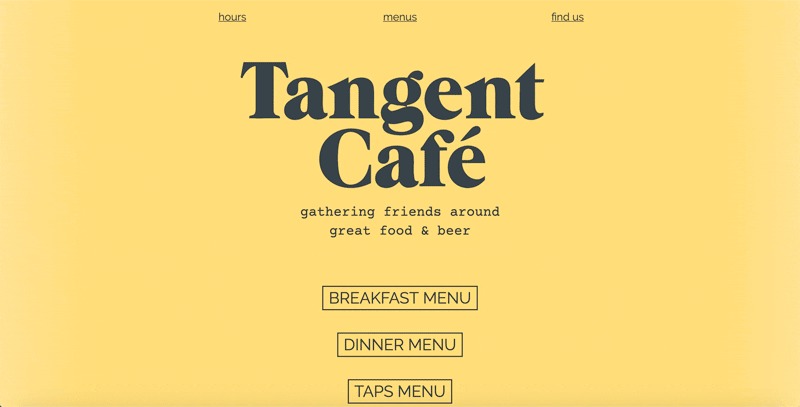 hours menus find us
Tangent
Café
gathering friends around
great food & beer
BREAKFAST MENU
DINNER MENU
TAPS MENU